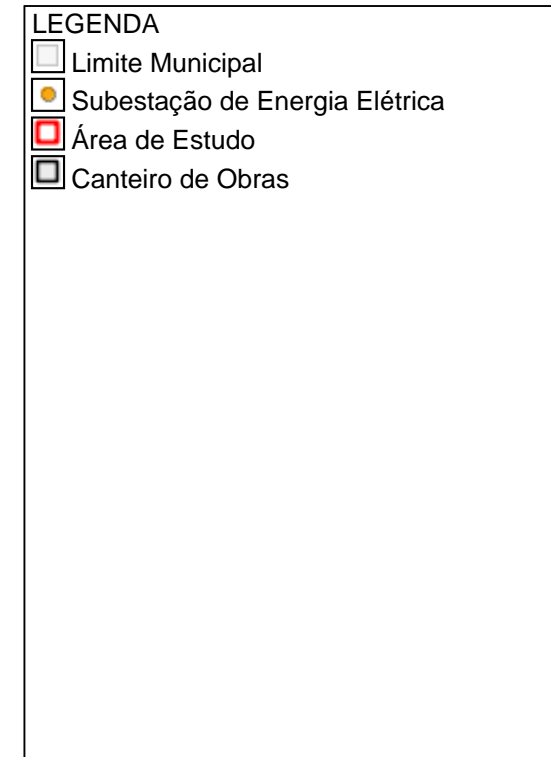 LEGENDA
Limite Municipal
Subestação de Energia Elétrica
Área de Estudo
Canteiro de Obras